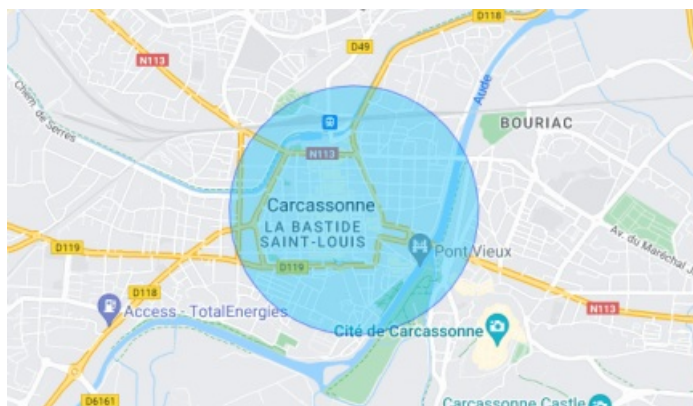 D118
D49
N113
Chem. de Serres
Aude
BOURIAC
N113
Carcassonne
LA BASTIDE
SAINT-LOUIS
D119
Pont Vieux
D119
Av. du Maréchal J
D118
Access - TotalEnergies
N113
Cité de Carcassonne
D6161
Carcassonne Castle